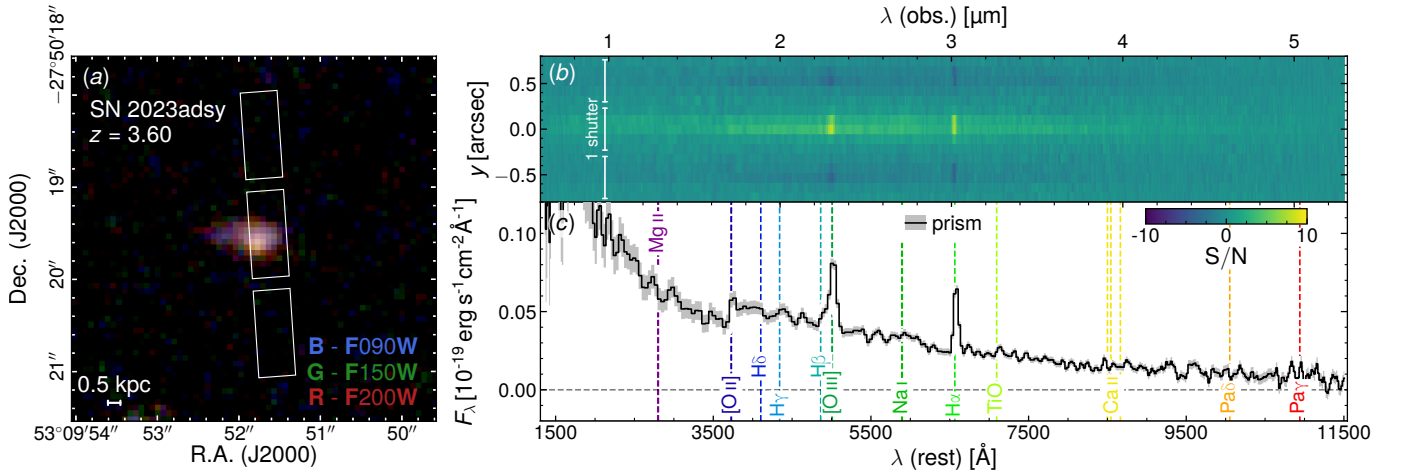 (a)
SN 2023adsy
z = 3.60
B - F090W
G - F150W
R - F200W
0.5 kpc
Dec. (J2000)
−27°50′18″
19″
20″
21″
53°09′54″
53″
52″
51″
50″
R.A. (J2000)
λ (obs.) [μm]
1
2
3
4
5
(b)
1 shutter
y [arcsec]
0.5
0.0
−0.5
(c)
prism
-10
0
10
S/N
Fλ [10⁻¹⁹ erg s⁻¹cm⁻²Å⁻¹]
0.10
0.05
0.00
Mg II
[O II]
Hδ
Hγ
Hβ
[O III]
Na I
Hα
TiO
Ca II
Paδ
Paγ
1500
3500
5500
7500
9500
11500
λ (rest) [Å]